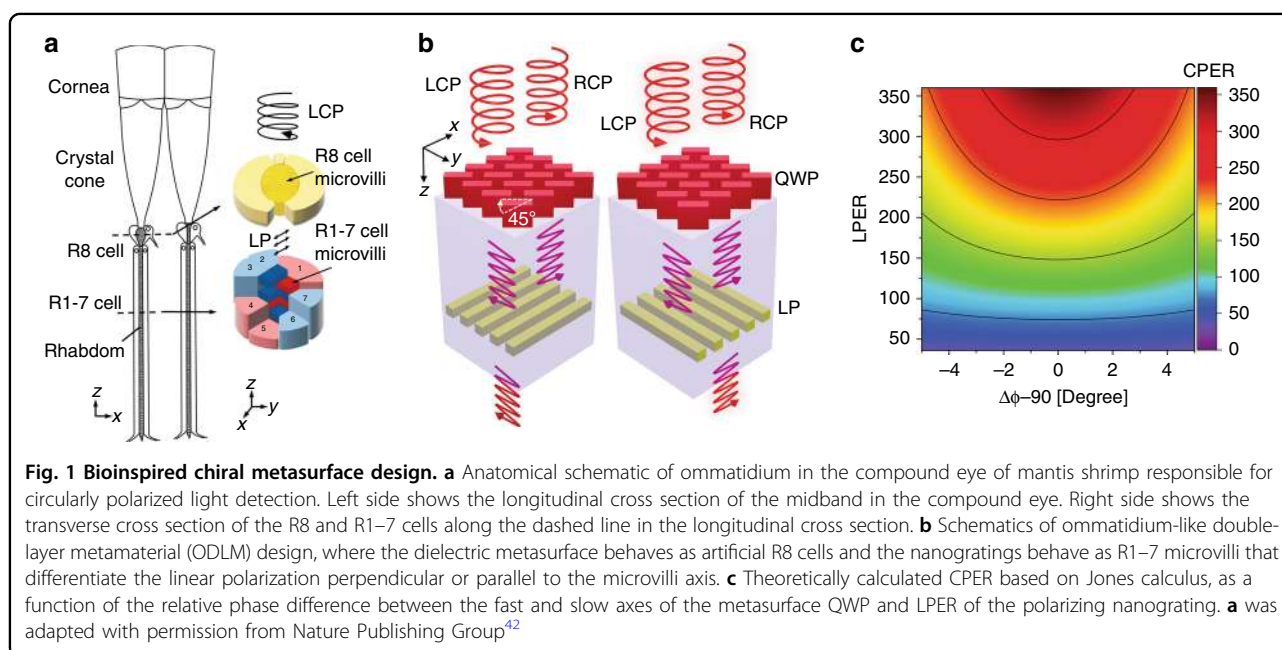 a
Cornea
Crystal
cone
R8 cell
R1-7 cell
Rhabdom
z
x
LCP
R8 cell
microvilli
LP
R1-7 cell
microvilli
2
3
1
4
7
5
6
z
y
x
b
LCP
RCP
LCP
RCP
x
y
z
QWP
45°
LP
c
CPER
LPER
350
300
250
200
150
100
50
−4
−2
0
2
4
Δϕ−90 [Degree]
350
300
250
200
150
100
50
0
Fig. 1 Bioinspired chiral metasurface design. a Anatomical schematic of ommatidium in the compound eye of mantis shrimp responsible for
circularly polarized light detection. Left side shows the longitudinal cross section of the midband in the compound eye. Right side shows the
transverse cross section of the R8 and R1–7 cells along the dashed line in the longitudinal cross section. b Schematics of ommatidium-like double-
layer metamaterial (ODLM) design, where the dielectric metasurface behaves as artificial R8 cells and the nanogratings behave as R1–7 microvilli that
differentiate the linear polarization perpendicular or parallel to the microvilli axis. c Theoretically calculated CPER based on Jones calculus, as a
function of the relative phase difference between the fast and slow axes of the metasurface QWP and LPER of the polarizing nanograting. a was
adapted with permission from Nature Publishing Group42